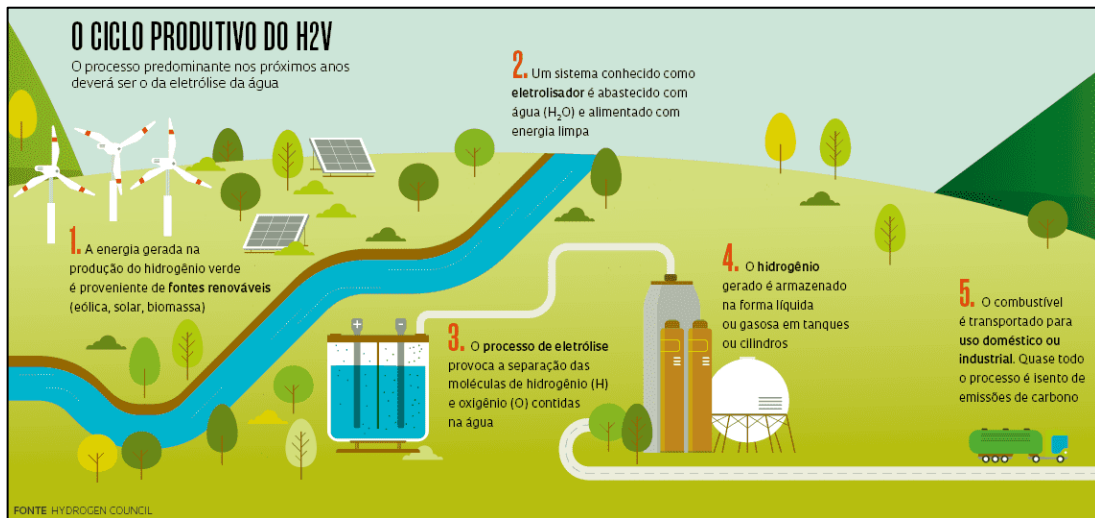 O CICLO PRODUTIVO DO H2V
O processo predominante nos próximos anos
deverá ser o da eletrólise da água
1. A energia gerada na
produção do hidrogênio verde
é proveniente de fontes renováveis
(eólica, solar, biomassa)
2. Um sistema conhecido como
eletrolisador é abastecido com
água (H₂O) e alimentado com
energia limpa
+ -
3. O processo de eletrólise
provoca a separação das
moléculas de hidrogênio (H)
e oxigênio (O) contidas
na água
4. O hidrogênio
gerado é armazenado
na forma líquida
ou gasosa em tanques
ou cilindros
5. O combustível
é transportado para
uso doméstico ou
industrial. Quase todo
o processo é isento de
emissões de carbono
FONTE HYDROGEN COUNCIL